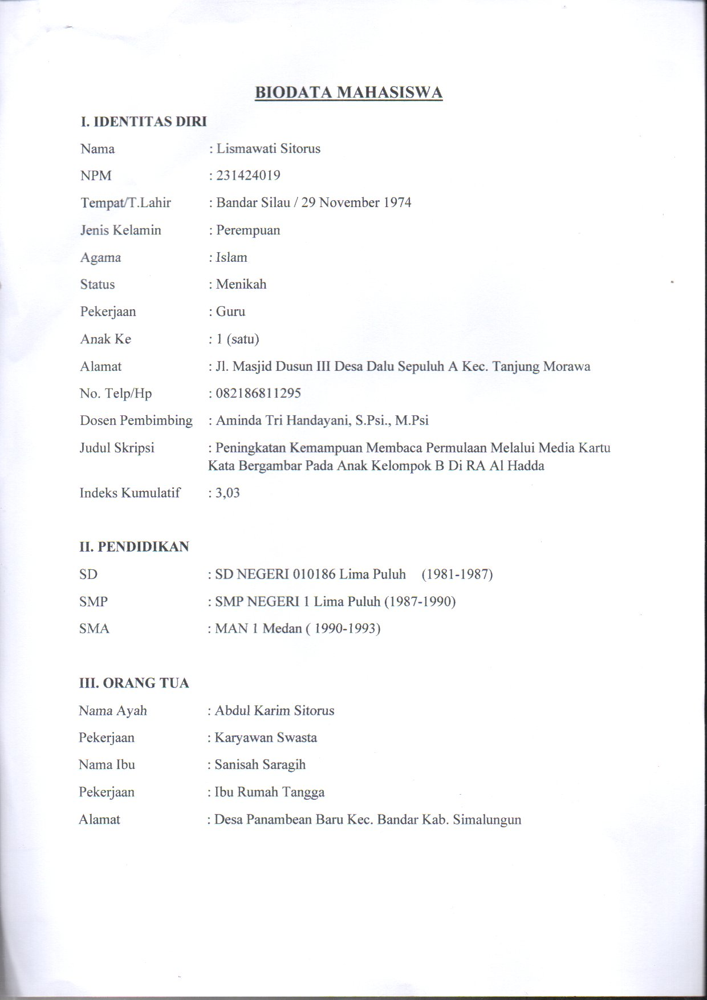 BIODATA MAHASISWA
I. IDENTITAS DIRI
Nama : Lismawati Sitorus
NPM : 231424019
Tempat/T.Lahir : Bandar Silau / 29 November 1974
Jenis Kelamin : Perempuan
Agama : Islam
Status : Menikah
Pekerjaan : Guru
Anak Ke : 1 (satu)
Alamat : Jl. Masjid Dusun III Desa Dalu Sepuluh A Kec. Tanjung Morawa
No. Telp/Hp : 082186811295
Dosen Pembimbing : Aminda Tri Handayani, S.Psi., M.Psi
Judul Skripsi : Peningkatan Kemampuan Membaca Permulaan Melalui Media Kartu
Kata Bergambar Pada Anak Kelompok B Di RA Al Hadda
Indeks Kumulatif : 3,03
II. PENDIDIKAN
SD : SD NEGERI 010186 Lima Puluh (1981-1987)
SMP : SMP NEGERI 1 Lima Puluh (1987-1990)
SMA : MAN 1 Medan ( 1990-1993)
III. ORANG TUA
Nama Ayah : Abdul Karim Sitorus
Pekerjaan : Karyawan Swasta
Nama Ibu : Sanisah Saragih
Pekerjaan : Ibu Rumah Tangga
Alamat : Desa Panambean Baru Kec. Bandar Kab. Simalungun